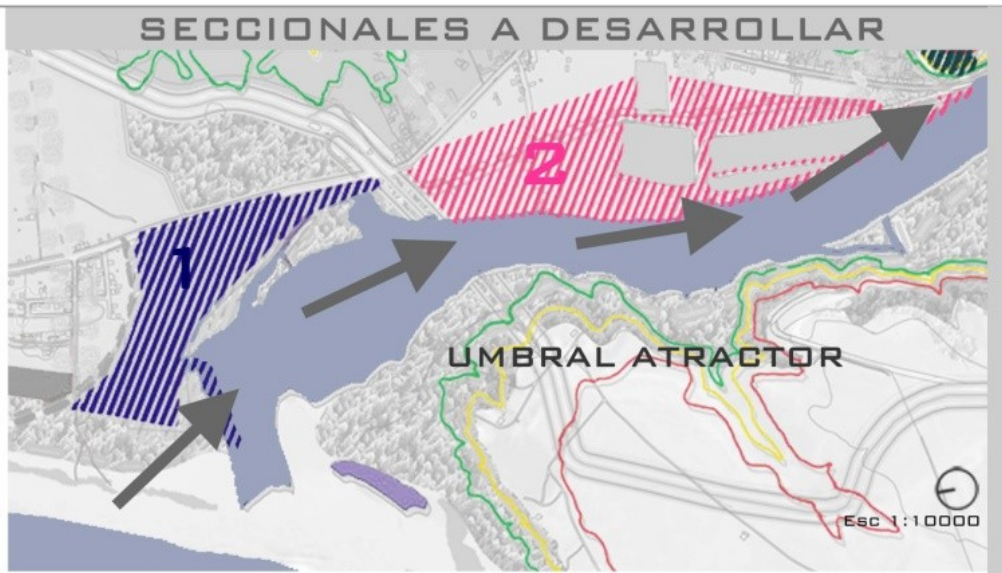 SECCIONALES A DESARROLLAR
2
1
UMBRAL ATRACTOR
Esc 1:10000